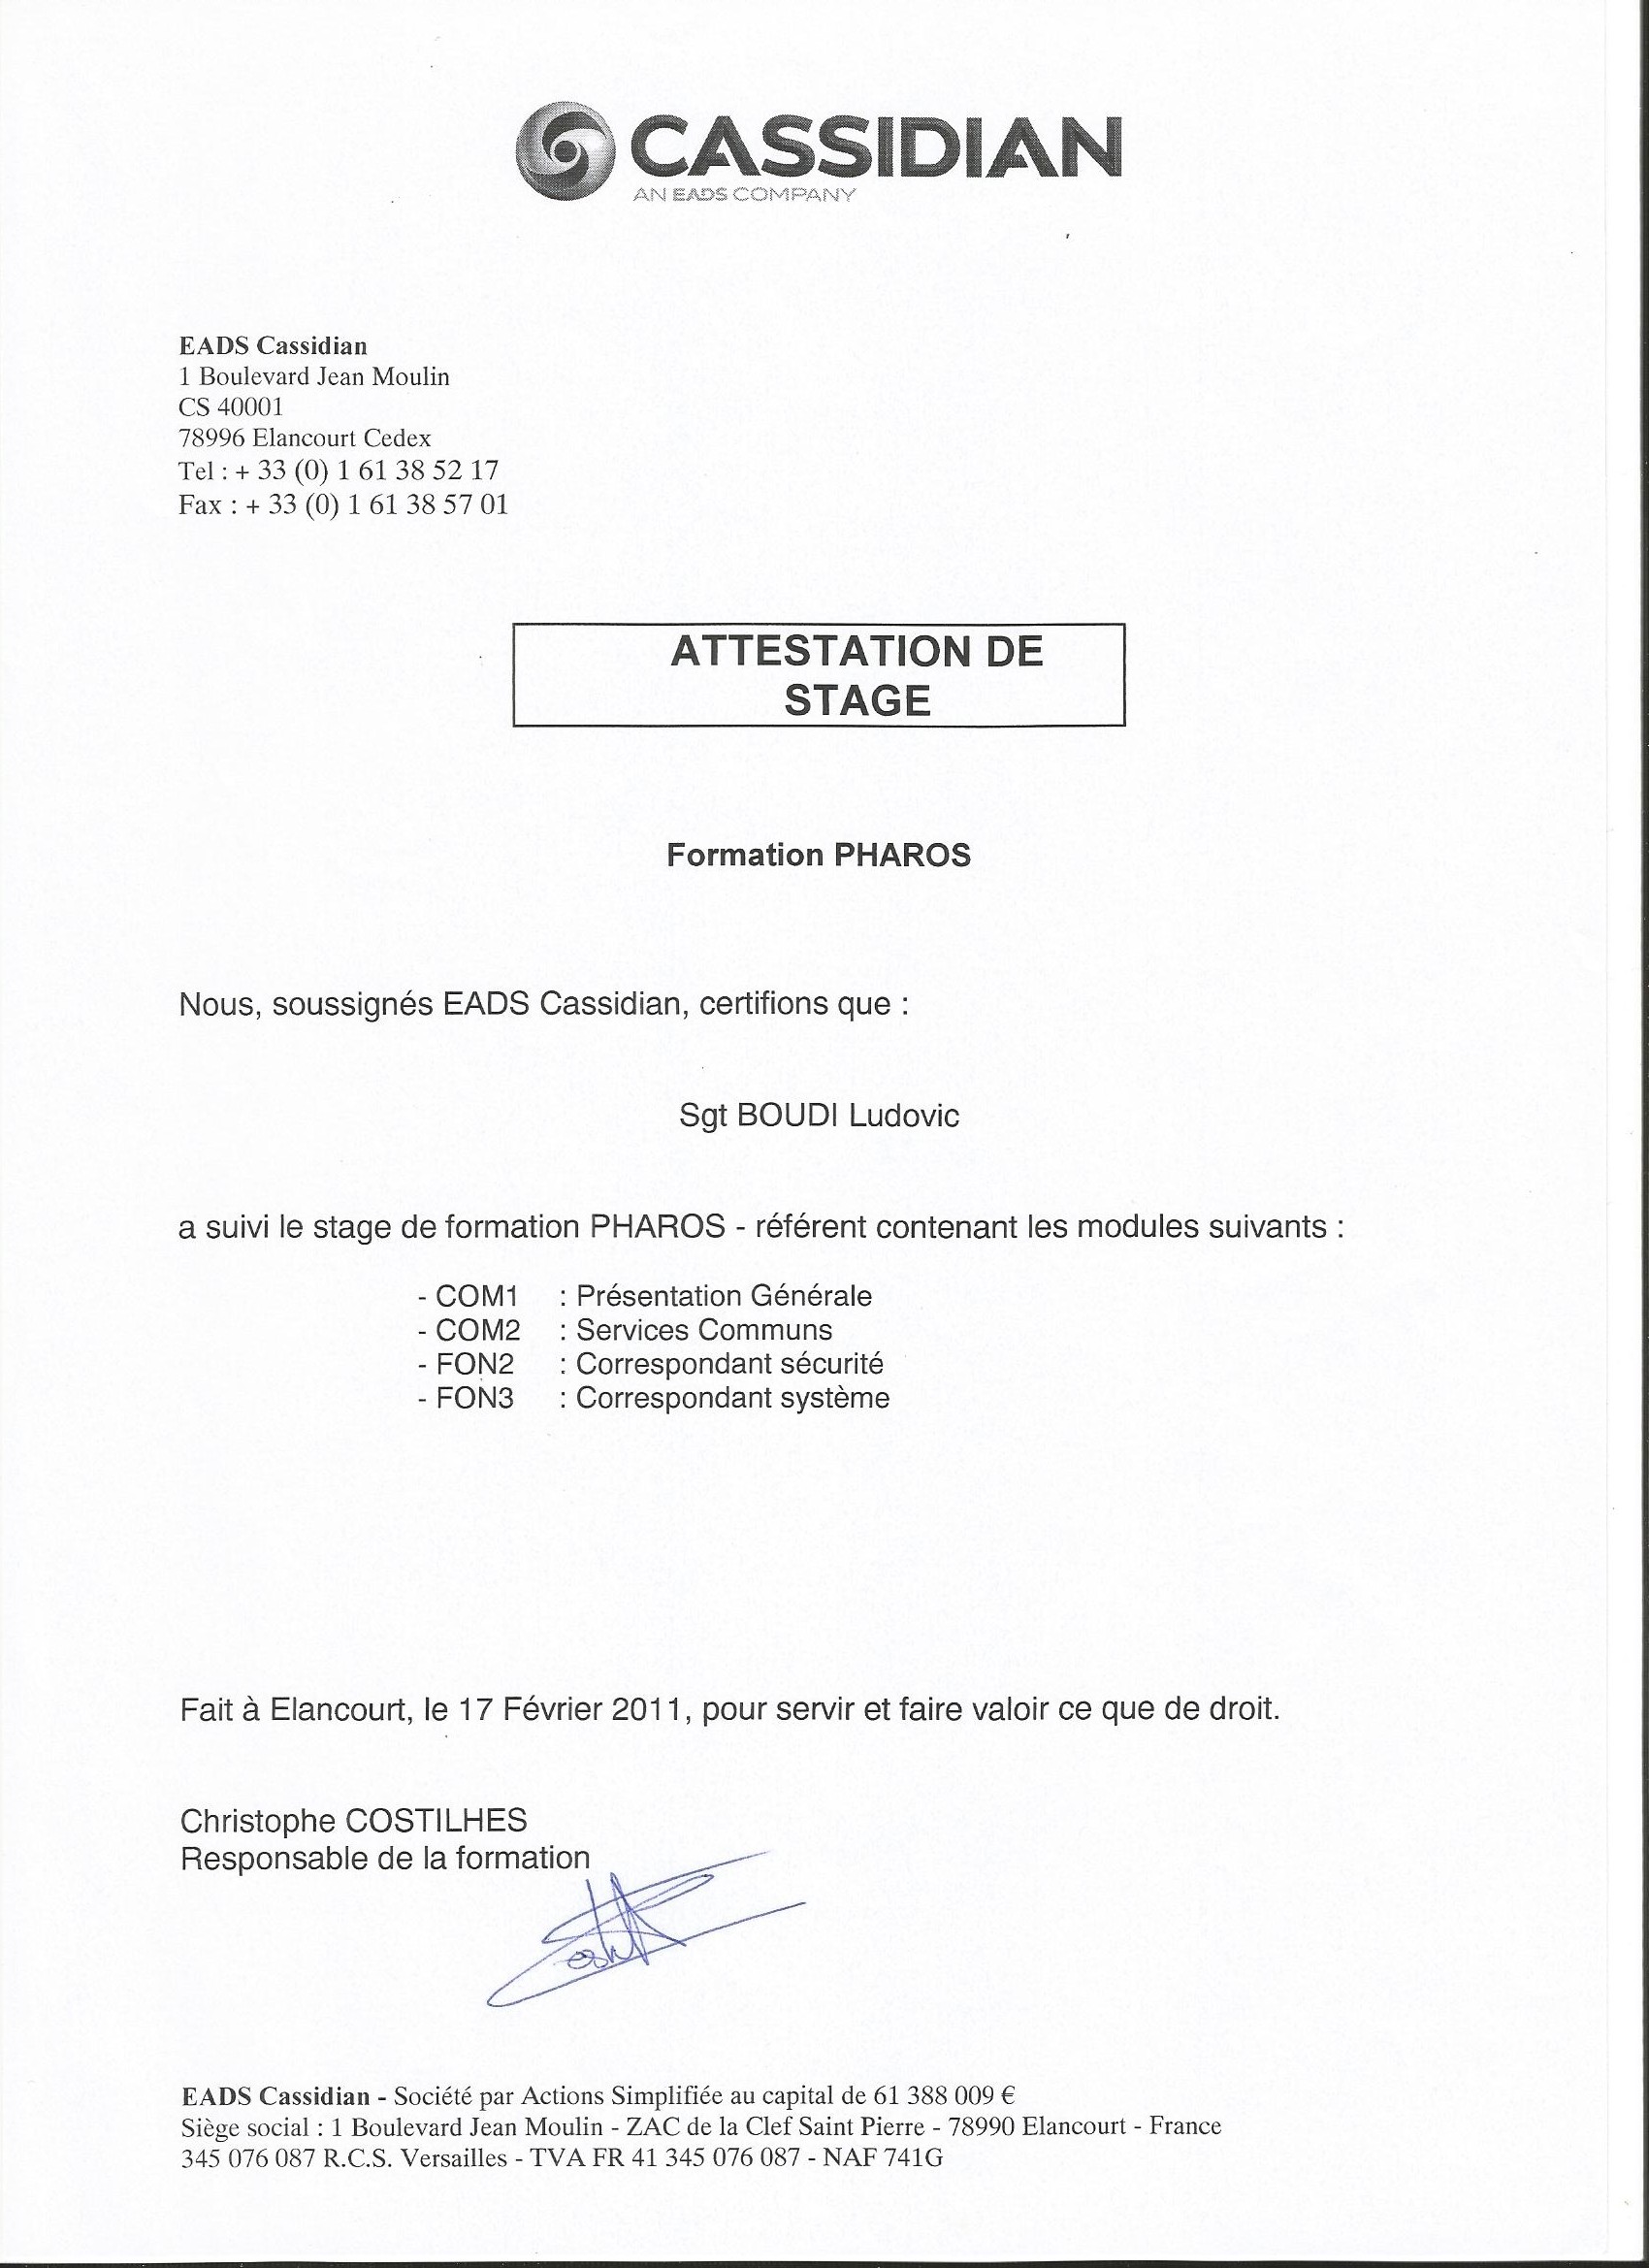 CASSIDIAN
AN EADS COMPANY
EADS Cassidian
1 Boulevard Jean Moulin
CS 40001
78996 Elancourt Cedex
Tel : + 33 (0) 1 61 38 52 17
Fax : + 33 (0) 1 61 38 57 01
ATTESTATION DE
STAGE
Formation PHAROS
Nous, soussignés EADS Cassidian, certifions que :
Sgt BOUDI Ludovic
a suivi le stage de formation PHAROS - référent contenant les modules suivants :
- COM1 : Présentation Générale
- COM2 : Services Communs
- FON2 : Correspondant sécurité
- FON3 : Correspondant système
Fait à Elancourt, le 17 Février 2011, pour servir et faire valoir ce que de droit.
Christophe COSTILHES
Responsable de la formation
EADS Cassidian - Société par Actions Simplifiée au capital de 61 388 009 €
Siège social : 1 Boulevard Jean Moulin - ZAC de la Clef Saint Pierre - 78990 Elancourt - France
345 076 087 R.C.S. Versailles - TVA FR 41 345 076 087 - NAF 741G